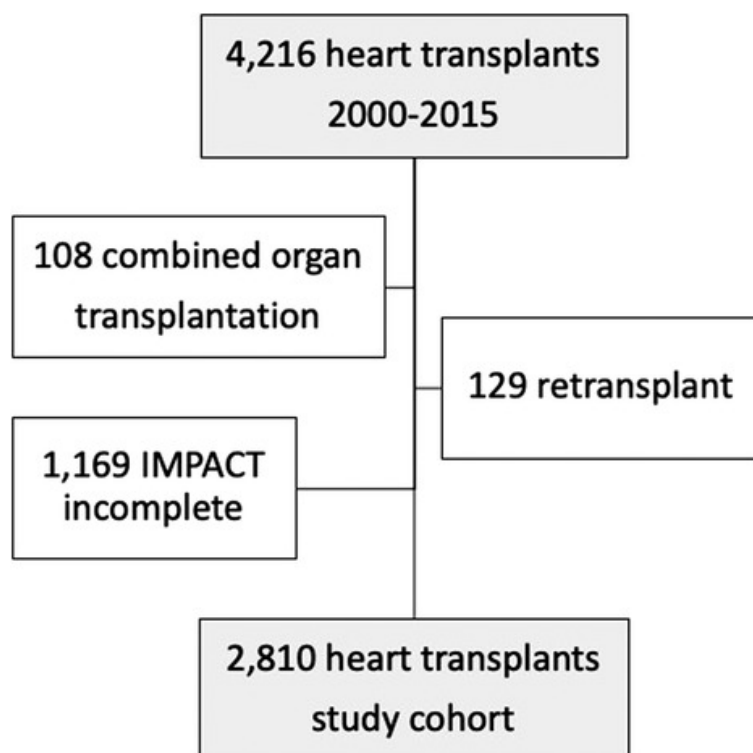 4,216 heart transplants
2000-2015
108 combined organ
transplantation
129 retransplant
1,169 IMPACT
incomplete
2,810 heart transplants
study cohort